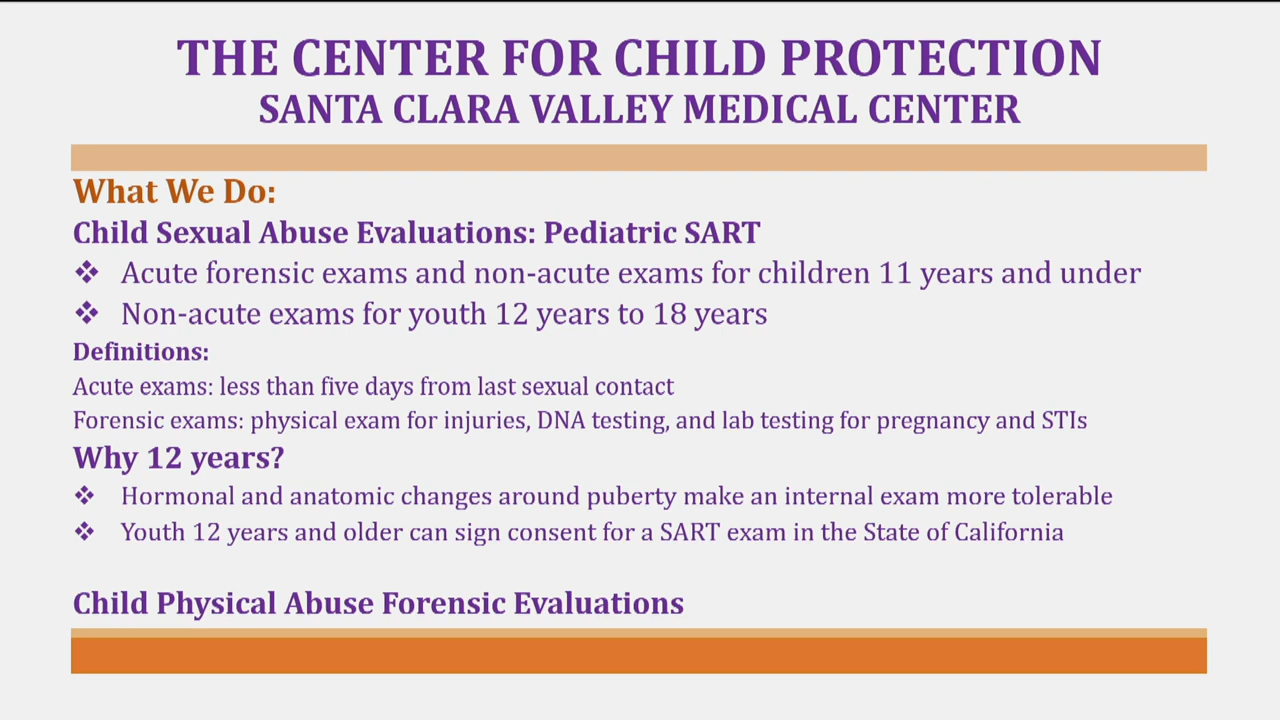 THE CENTER FOR CHILD PROTECTION
SANTA CLARA VALLEY MEDICAL CENTER
What We Do:
Child Sexual Abuse Evaluations: Pediatric SART
❖ Acute forensic exams and non-acute exams for children 11 years and under
❖ Non-acute exams for youth 12 years to 18 years
Definitions:
Acute exams: less than five days from last sexual contact
Forensic exams: physical exam for injuries, DNA testing, and lab testing for pregnancy and STIs
Why 12 years?
❖ Hormonal and anatomic changes around puberty make an internal exam more tolerable
❖ Youth 12 years and older can sign consent for a SART exam in the State of California
Child Physical Abuse Forensic Evaluations